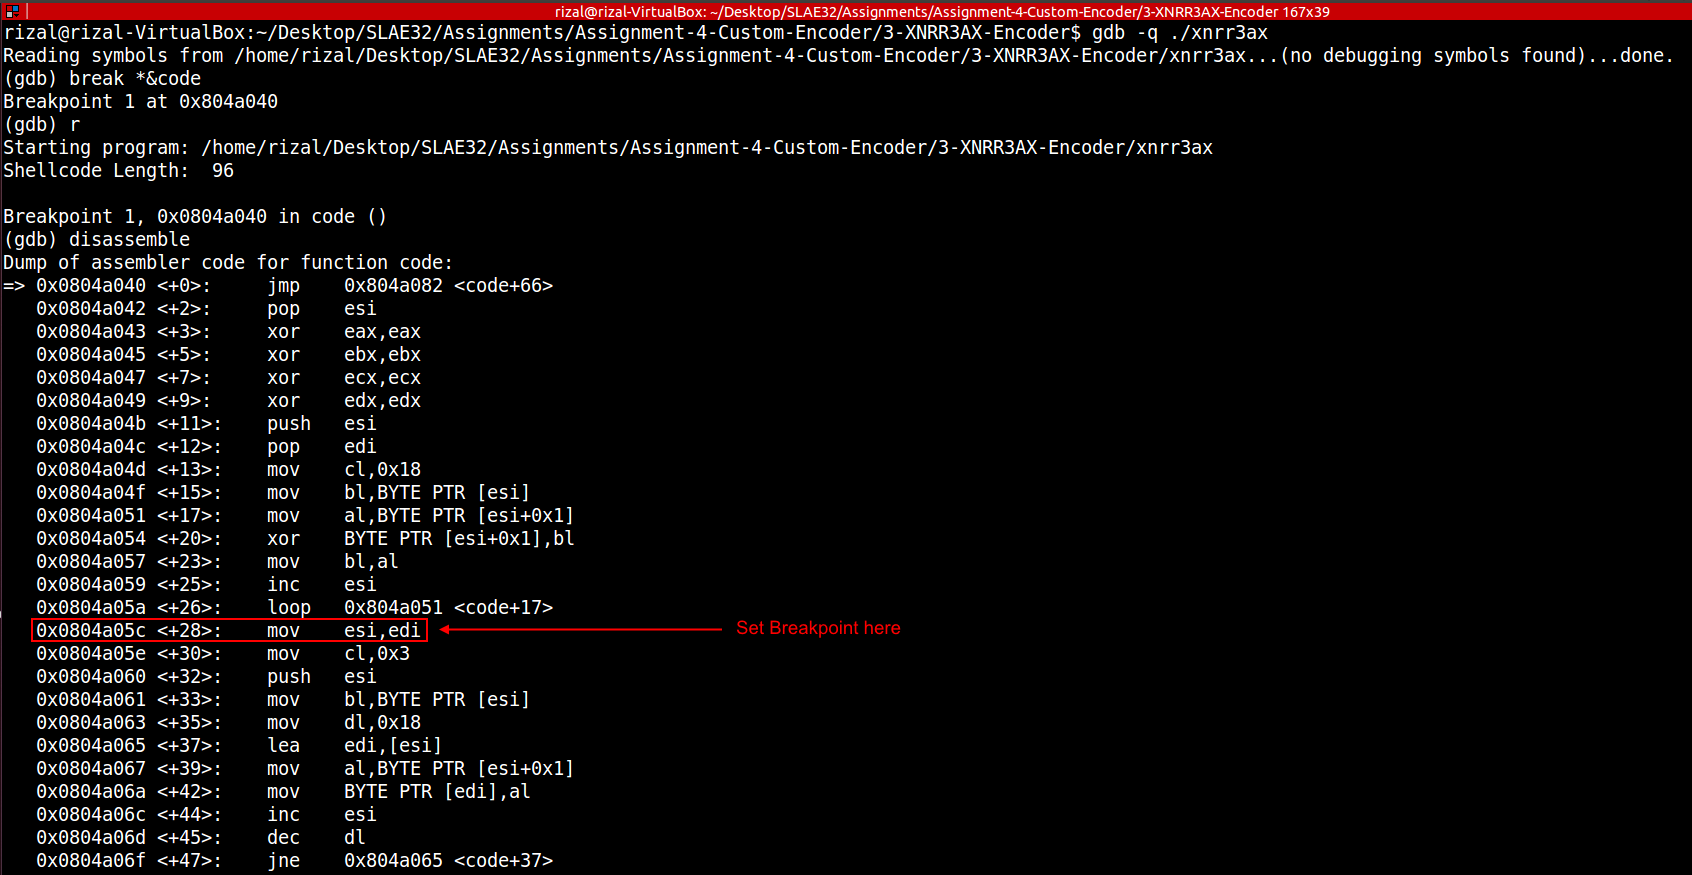 rizal@rizal-VirtualBox: ~/Desktop/SLAE32/Assignments/Assignment-4-Custom-Encoder/3-XNRR3AX-Encoder 167x39
rizal@rizal-VirtualBox:~/Desktop/SLAE32/Assignments/Assignment-4-Custom-Encoder/3-XNRR3AX-Encoder$ gdb -q ./xnrr3ax
Reading symbols from /home/rizal/Desktop/SLAE32/Assignments/Assignment-4-Custom-Encoder/3-XNRR3AX-Encoder/xnrr3ax...(no debugging symbols found)...done.
(gdb) break *&code
Breakpoint 1 at 0x804a040
(gdb) r
Starting program: /home/rizal/Desktop/SLAE32/Assignments/Assignment-4-Custom-Encoder/3-XNRR3AX-Encoder/xnrr3ax
Shellcode Length:  96
Breakpoint 1, 0x0804a040 in code ()
(gdb) disassemble
Dump of assembler code for function code:
=> 0x0804a040 <+0>:     jmp    0x804a082 <code+66>
   0x0804a042 <+2>:     pop    esi
   0x0804a043 <+3>:     xor    eax,eax
   0x0804a045 <+5>:     xor    ebx,ebx
   0x0804a047 <+7>:     xor    ecx,ecx
   0x0804a049 <+9>:     xor    edx,edx
   0x0804a04b <+11>:    push   esi
   0x0804a04c <+12>:    pop    edi
   0x0804a04d <+13>:    mov    cl,0x18
   0x0804a04f <+15>:    mov    bl,BYTE PTR [esi]
   0x0804a051 <+17>:    mov    al,BYTE PTR [esi+0x1]
   0x0804a054 <+20>:    xor    BYTE PTR [esi+0x1],bl
   0x0804a057 <+23>:    mov    bl,al
   0x0804a059 <+25>:    inc    esi
   0x0804a05a <+26>:    loop   0x804a051 <code+17>
   0x0804a05c <+28>:    mov    esi,edi Set Breakpoint here
   0x0804a05e <+30>:    mov    cl,0x3
   0x0804a060 <+32>:    push   esi
   0x0804a061 <+33>:    mov    bl,BYTE PTR [esi]
   0x0804a063 <+35>:    mov    dl,0x18
   0x0804a065 <+37>:    lea    edi,[esi]
   0x0804a067 <+39>:    mov    al,BYTE PTR [esi+0x1]
   0x0804a06a <+42>:    mov    BYTE PTR [edi],al
   0x0804a06c <+44>:    inc    esi
   0x0804a06d <+45>:    dec    dl
   0x0804a06f <+47>:    jne    0x804a065 <code+37>